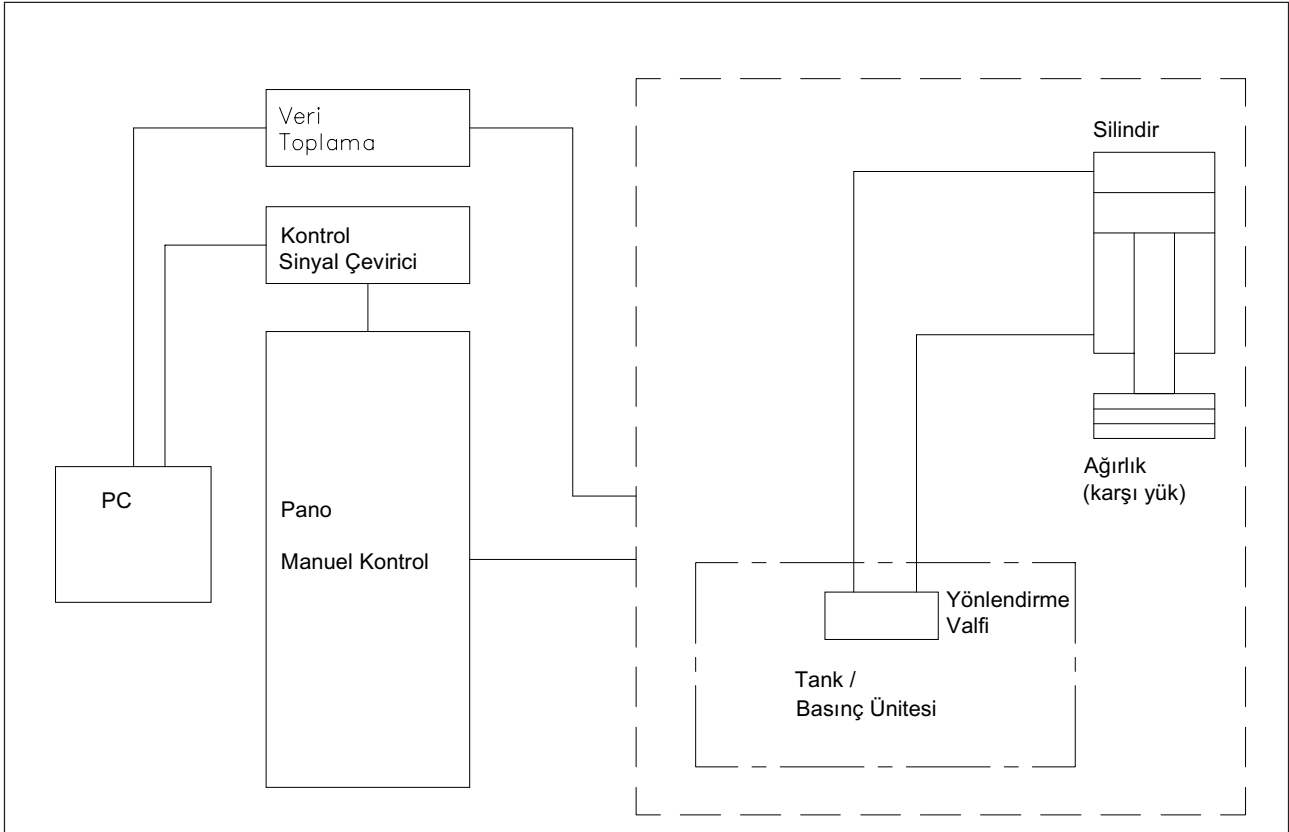 Veri
Toplama
Kontrol
Sinyal Çevirici
PC
Pano
Manuel Kontrol
Silindir
Ağırlık
(karşı yük)
Yönlendirme
Valfi
Tank /
Basınç Ünitesi